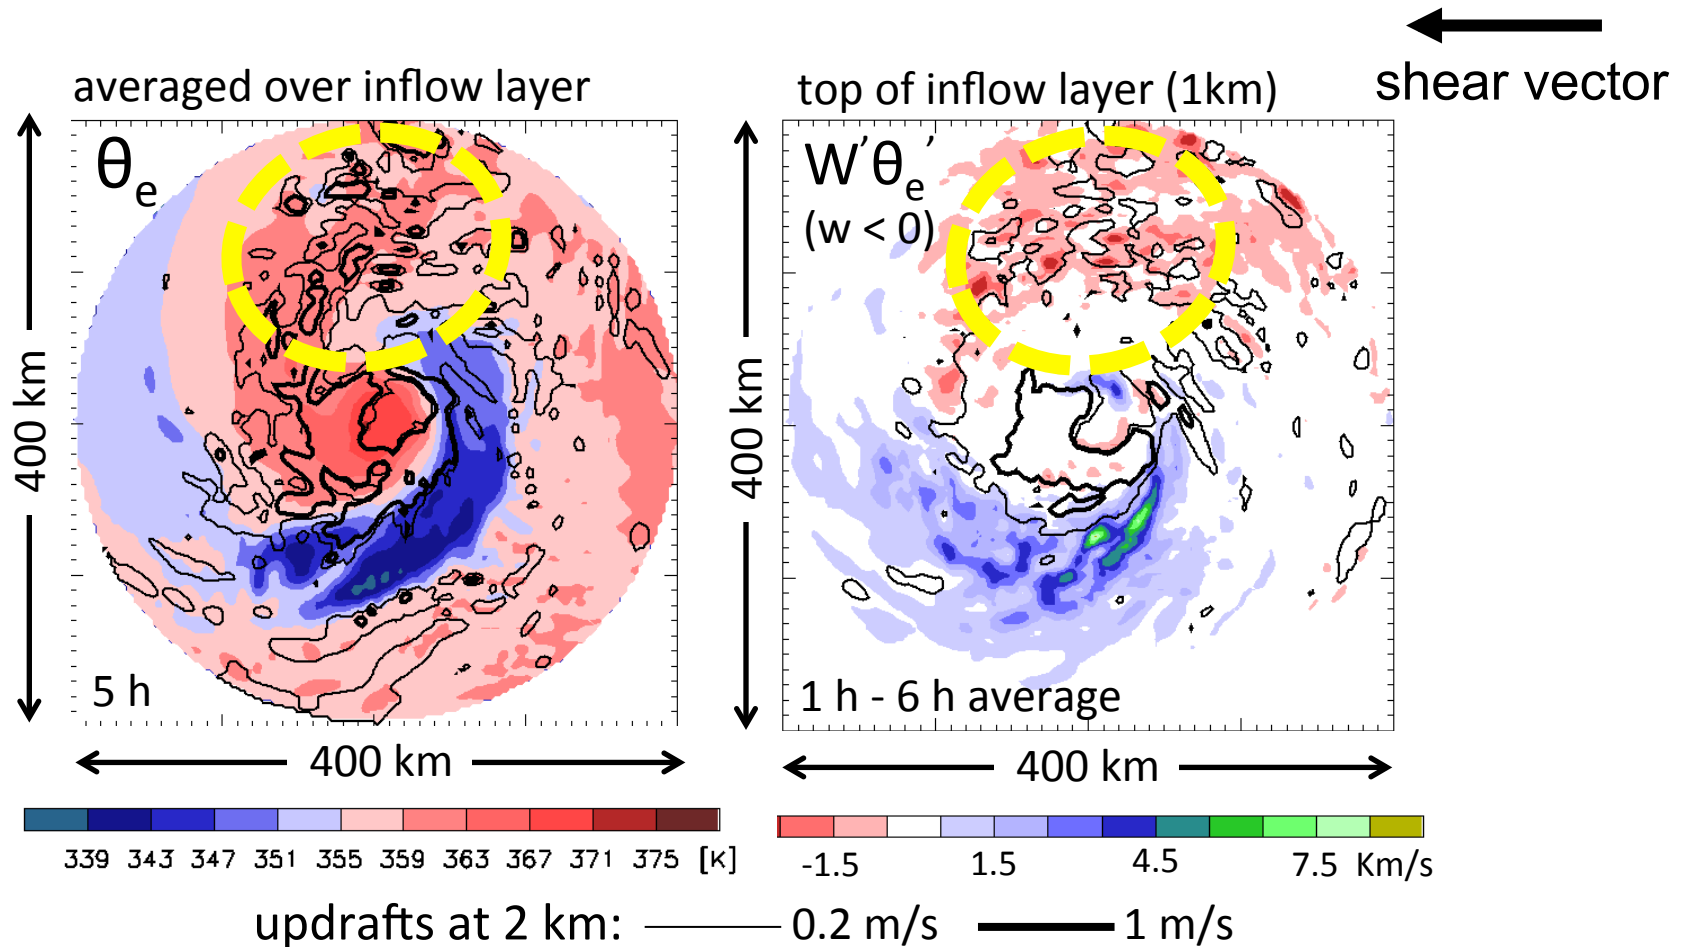 shear vector
averaged over inflow layer
top of inflow layer (1km)
θe
W'θe'
(w < 0)
400 km
400 km
5 h
1 h - 6 h average
400 km
400 km
339 343 347 351 355 359 363 367 371 375 [K]
-1.5 1.5 4.5 7.5 Km/s
updrafts at 2 km: 0.2 m/s 1 m/s